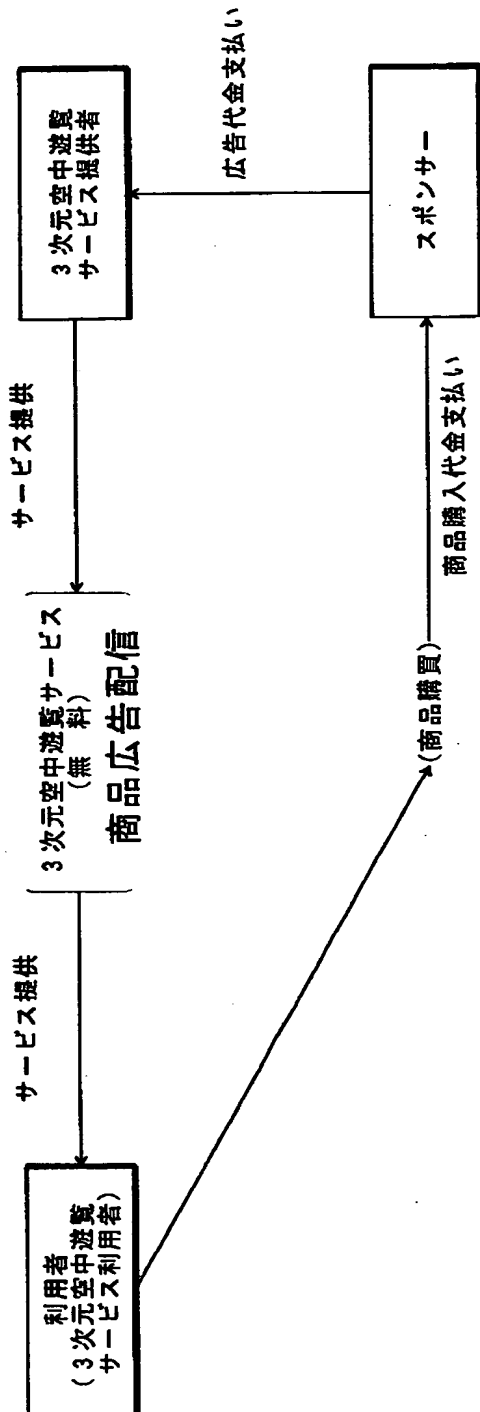 利用者
(3次元空中遊覧
サービス利用者)
サービス提供
3次元空中遊覧サービス
(無 料)
商品広告配信
サービス提供
3次元空中遊覧
サービス提供者
広告代金支払い
スポンサー
商品購入代金支払い
(商品購買)